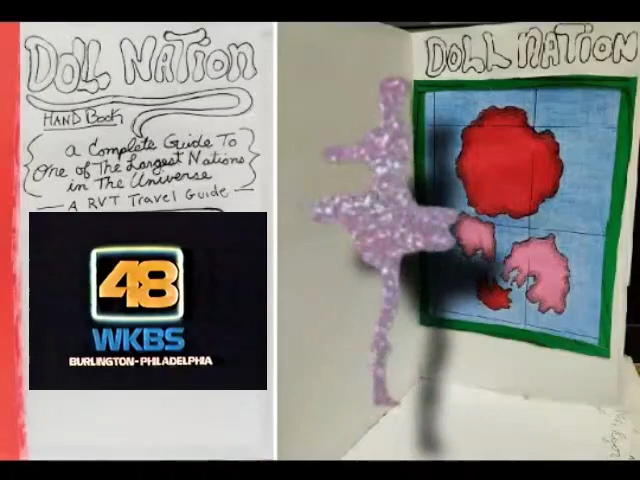 DOLL NATION
HAND Book
a Complete Guide To
One of The Largest Nations
in The Universe
— A RVT Travel Guide —
48
WKBS
BURLINGTON-PHILADELPHIA
DOLL NATION